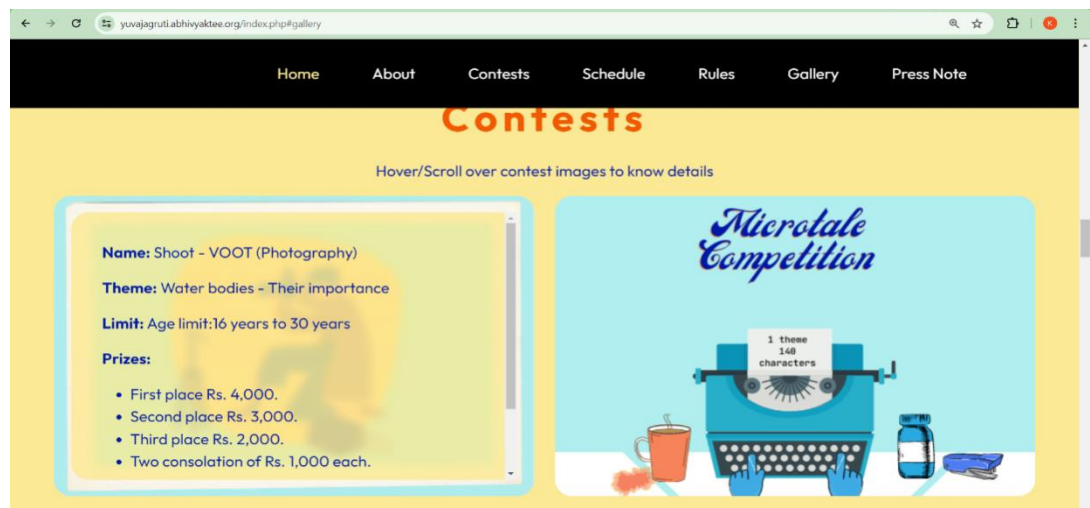 yuvajagruti.abhivyaktee.org/index.php#gallery
K
Home About Contests Schedule Rules Gallery Press Note
Contests
Hover/Scroll over contest images to know details
Name: Shoot - VOOT (Photography)
Theme: Water bodies - Their importance
Limit: Age limit:16 years to 30 years
Prizes:
• First place Rs. 4,000.
• Second place Rs. 3,000.
• Third place Rs. 2,000.
• Two consolation of Rs. 1,000 each.
Microtale
Competition
1 theme
140
characters